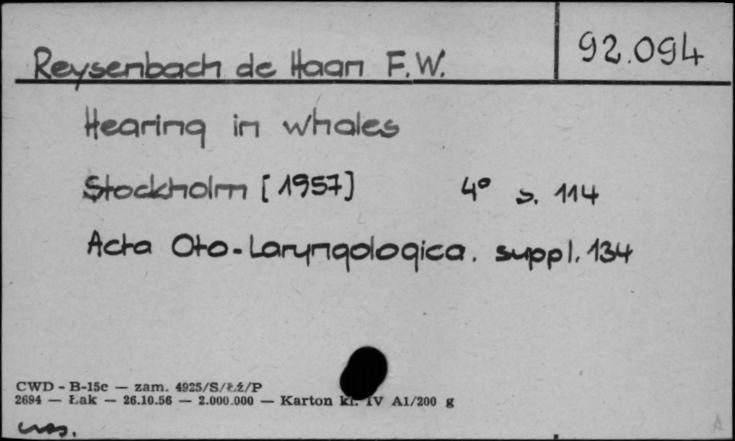 Reysenbach de Haan F.W.
92.094
Hearing in whales
Stockholm [1957] 4° s. 114
Acta Oto-Laryngologica. suppl. 134
CWD - B-15c — zam. 4925/S/Łż/P
2694 — Łak — 26.10.56 — 2.000.000 — Karton kl. IV A1/200 g